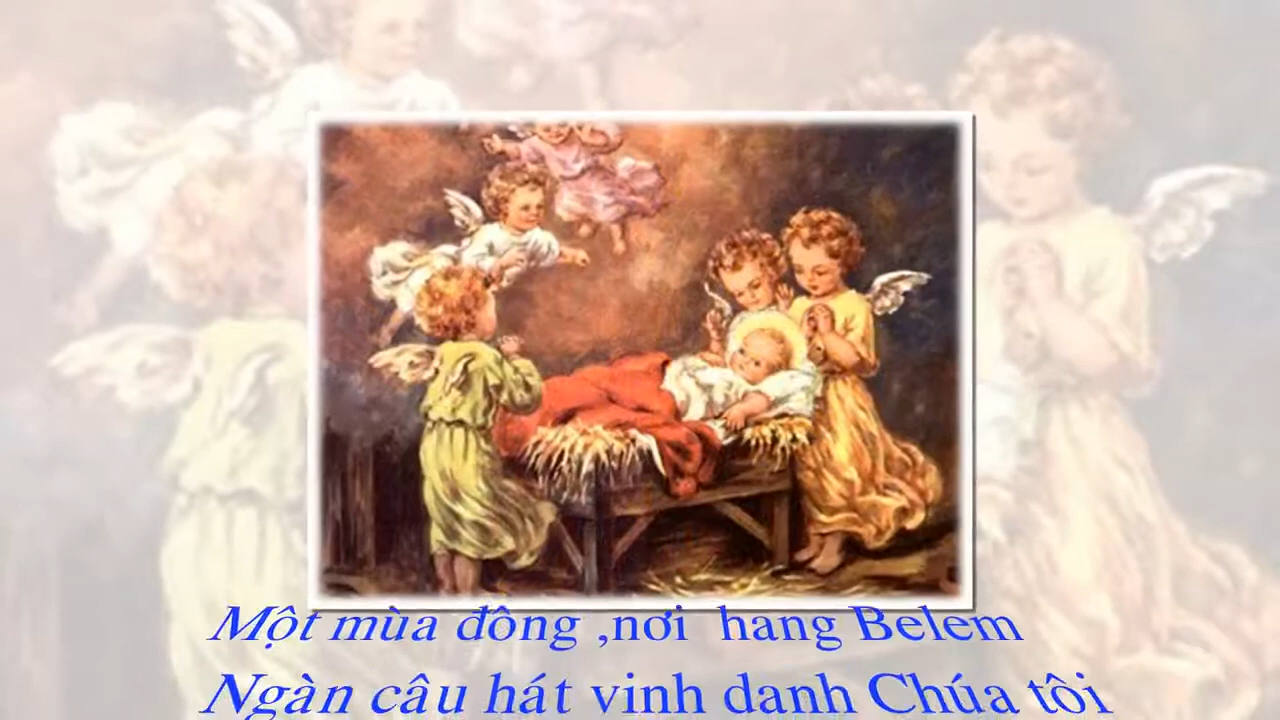 Một mùa đông ,nơi hang Belem
Ngàn câu hát vinh danh Chúa tôi